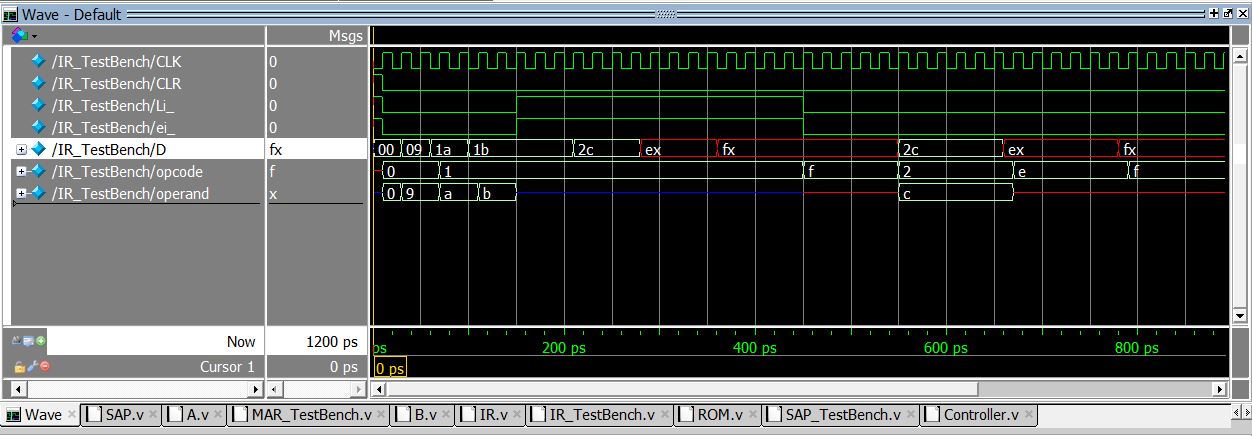 Wave - Default
Msgs
/IR_TestBench/CLK 0
/IR_TestBench/CLR 0
/IR_TestBench/Li_ 0
/IR_TestBench/ei_ 0
/IR_TestBench/D fx 00 09 1a 1b 2c ex fx 2c ex fx
/IR_TestBench/opcode f 0 1 f 2 e f
/IR_TestBench/operand x 0 9 a b c
Now 1200 ps ps 200 ps 400 ps 600 ps 800 ps
Cursor 1 0 ps 0 ps
Wave SAP.v A.v MAR_TestBench.v B.v IR.v IR_TestBench.v ROM.v SAP_TestBench.v Controller.v